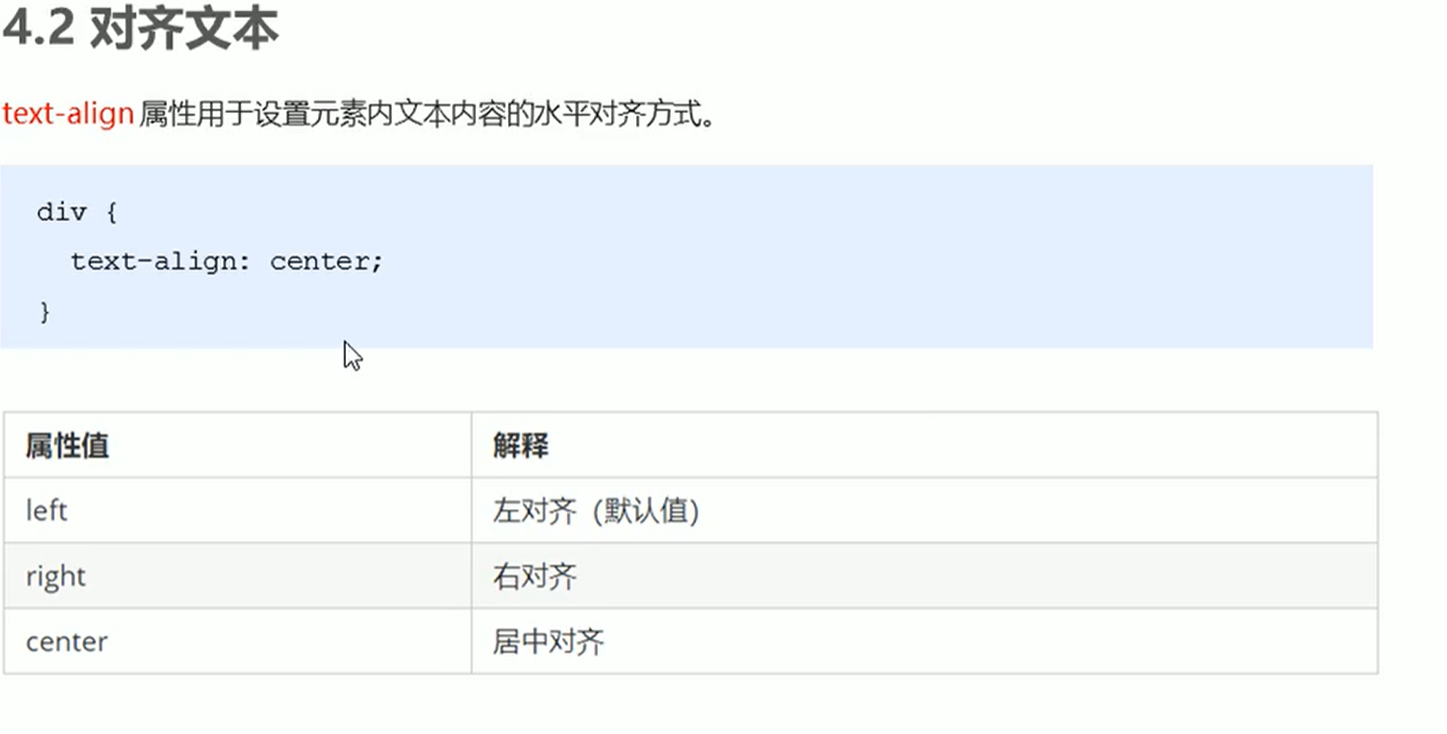 4.2 对齐文本
text-align 属性用于设置元素内文本内容的水平对齐方式。
div {
  text-align: center;
}
属性值 解释
left 左对齐（默认值）
right 右对齐
center 居中对齐